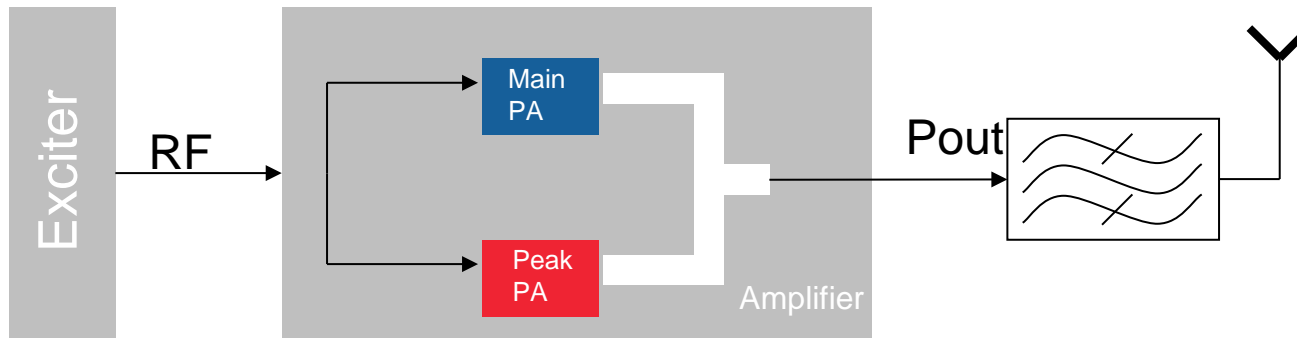 Exciter
RF
Main
PA
Peak
PA
Amplifier
Pout